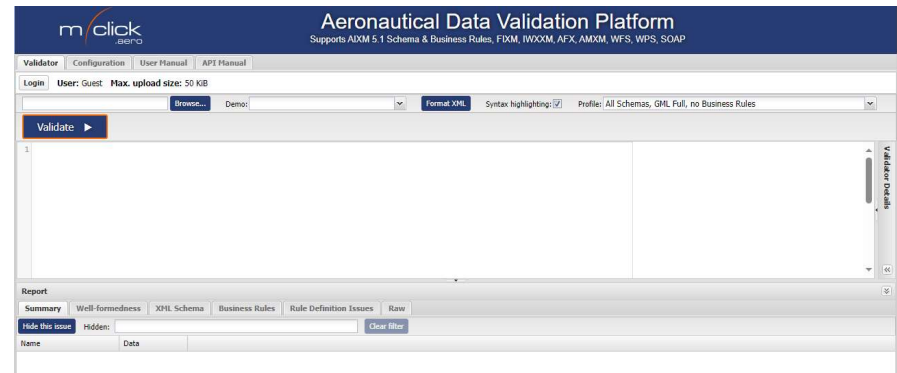 m click .aero
Aeronautical Data Validation Platform
Supports AIXM 5.1 Schema & Business Rules, FIXM, IWXXM, AFX, AMXM, WFS, WPS, SOAP
Validator Configuration User Manual API Manual
Login User: Guest Max. upload size: 50 KiB
Browse... Demo: Format XML Syntax highlighting: Profile: All Schemas, GML Full, no Business Rules
Validate
1
Validator Details
Report
Summary Well-formedness XML Schema Business Rules Rule Definition Issues Raw
Hide this issue Hidden: Clear filter
Name Data